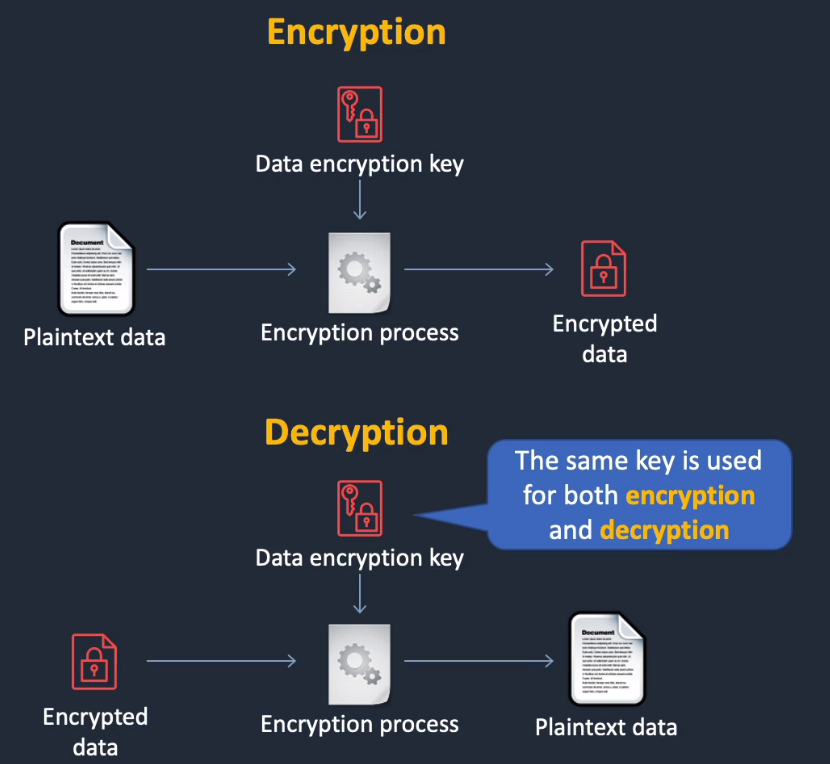 Encryption
Data encryption key
Document
Plaintext data
Encryption process
Encrypted
data
Decryption
The same key is used
for both encryption
and decryption
Data encryption key
Document
Encrypted
data
Encryption process
Plaintext data